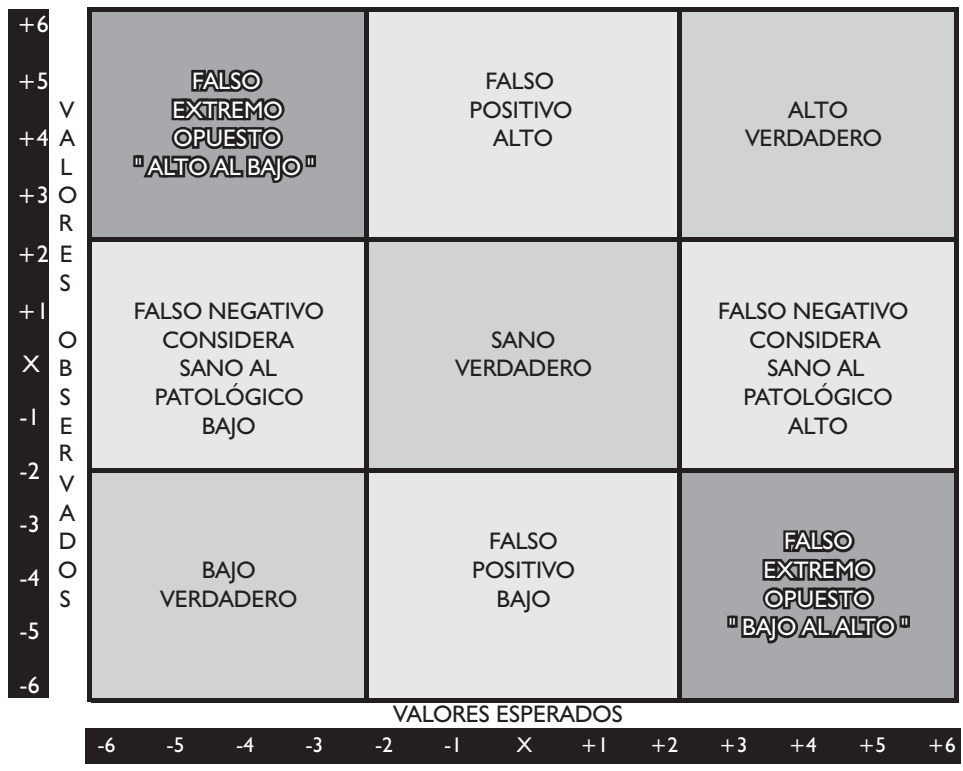 +6
+5
+4
+3
+2
+1
X
-1
-2
-3
-4
-5
-6
VALORES OBSERVADOS
FALSO
EXTREMO
OPUESTO
" ALTO AL BAJO "
FALSO
POSITIVO
ALTO
ALTO
VERDADERO
FALSO NEGATIVO
CONSIDERA
SANO AL
PATOLÓGICO
BAJO
SANO
VERDADERO
FALSO NEGATIVO
CONSIDERA
SANO AL
PATOLÓGICO
ALTO
BAJO
VERDADERO
FALSO
POSITIVO
BAJO
FALSO
EXTREMO
OPUESTO
" BAJO AL ALTO "
VALORES ESPERADOS
-6 -5 -4 -3 -2 -1 X +1 +2 +3 +4 +5 +6